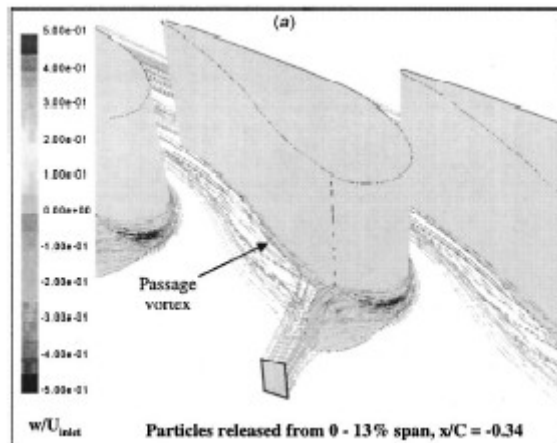 (a)
5.00e-01
4.00e-01
3.00e-01
2.00e-01
1.00e-01
0.00e+00
-1.00e-01
-2.00e-01
-3.00e-01
-4.00e-01
-5.00e-01
Passage
vortex
w/Uinlet
Particles released from 0 - 13% span, x/C = -0.34